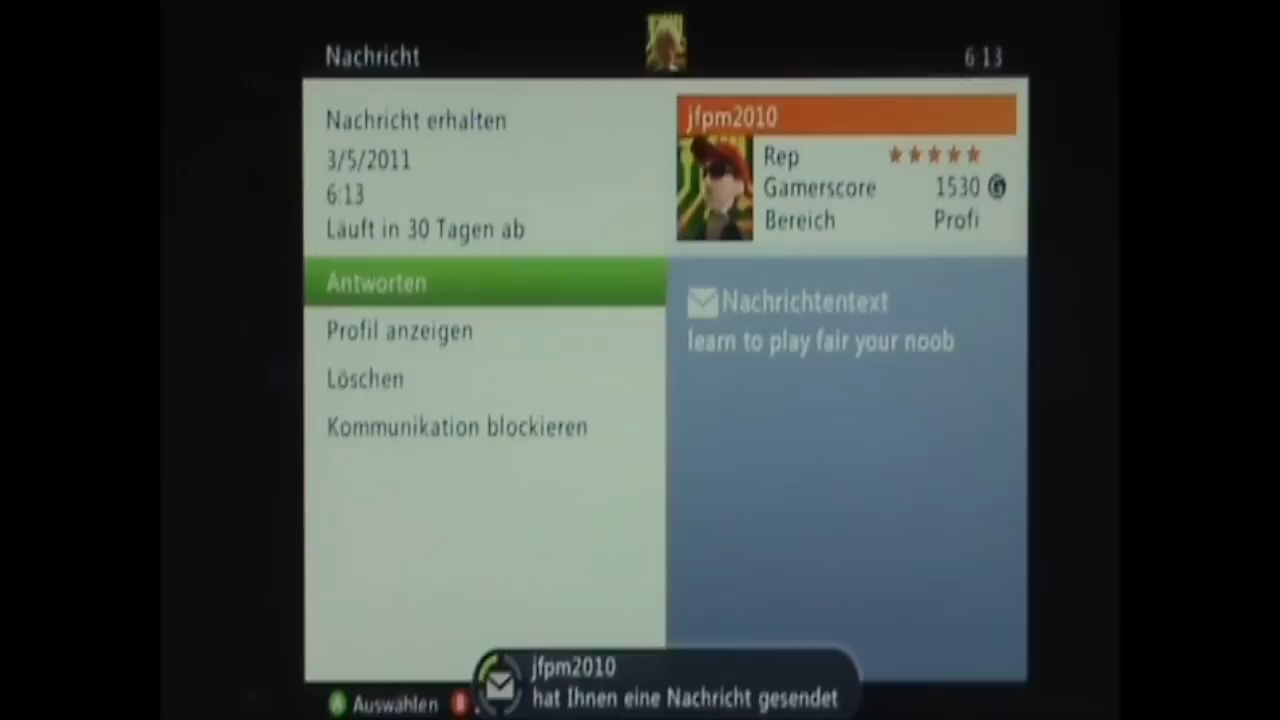 Nachricht
6:13
Nachricht erhalten
3/5/2011
6:13
Läuft in 30 Tagen ab
Antworten
Profil anzeigen
Löschen
Kommunikation blockieren
jfpm2010
Rep
Gamerscore 1530 G
Bereich Profi
Nachrichtentext
learn to play fair your noob
jfpm2010
hat Ihnen eine Nachricht gesendet
A Auswählen B